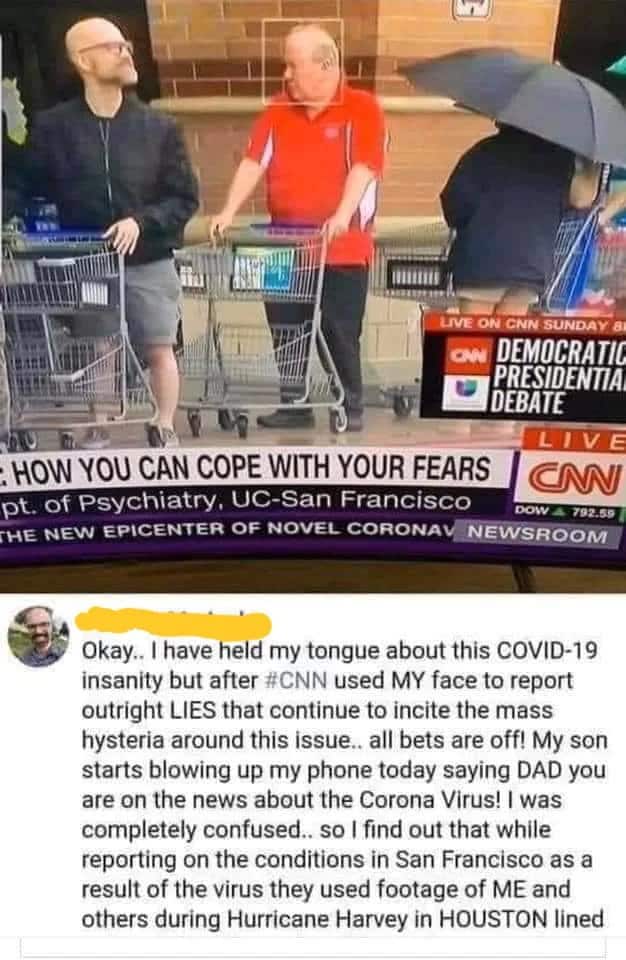 LIVE ON CNN SUNDAY 8
CNN DEMOCRATIC
PRESIDENTIAL
DEBATE
LIVE
: HOW YOU CAN COPE WITH YOUR FEARS
CNN
pt. of Psychiatry, UC-San Francisco
DOW ▲ 792.59
THE NEW EPICENTER OF NOVEL CORONAV
NEWSROOM
Okay.. I have held my tongue about this COVID-19
insanity but after #CNN used MY face to report
outright LIES that continue to incite the mass
hysteria around this issue.. all bets are off! My son
starts blowing up my phone today saying DAD you
are on the news about the Corona Virus! I was
completely confused.. so I find out that while
reporting on the conditions in San Francisco as a
result of the virus they used footage of ME and
others during Hurricane Harvey in HOUSTON lined